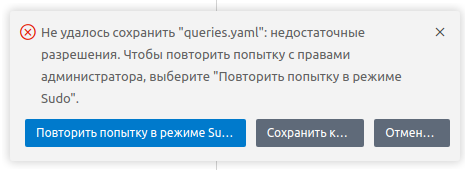 Не удалось сохранить "queries.yaml": недостаточные
разрешения. Чтобы повторить попытку с правами
администратора, выберите "Повторить попытку в режиме
Sudo".
Повторить попытку в режиме Su... Сохранить к... Отмен...